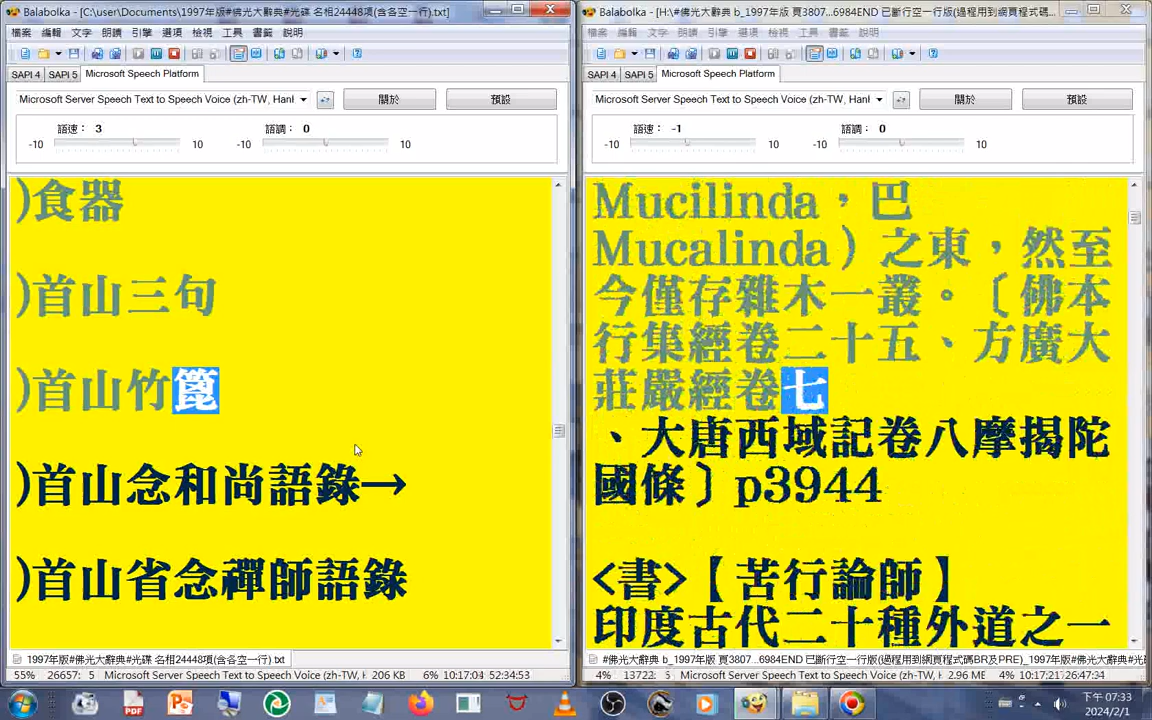 Balabolka - [C:\user\Documents\1997年版#佛光大辭典#光碟 名相24448項(含各空一行).txt]
檔案 編輯 文字 朗讀 引擎 選項 檢視 工具 書籤 說明
SAPI 4 SAPI 5 Microsoft Speech Platform
Microsoft Server Speech Text to Speech Voice (zh-TW, Hanl
關於
預設
語速： 3
語調： 0
-10 10 -10 10
)食器
)首山三句
)首山竹篦
)首山念和尚語錄→
)首山省念禪師語錄
1997年版#佛光大辭典#光碟 名相24448項(含各空一行).txt
55% 26657: 5 Microsoft Server Speech Text to Speech Voice (zh-TW, H 206 KB 6% 10:17:04 52:34:53
Balabolka - [H:\#佛光大辭典 b_1997年版 頁3807...6984END 已斷行空一行版(過程用到網頁程式碼...
檔案 編輯 文字 朗讀 引擎 選項 檢視 工具 書籤 說明
SAPI 4 SAPI 5 Microsoft Speech Platform
Microsoft Server Speech Text to Speech Voice (zh-TW, Hanl
關於
預設
語速： -1
語調： 0
-10 10 -10 10
Mucilinda，巴
Mucalinda）之東，然至
今僅存雜木一叢。〔佛本
行集經卷二十五、方廣大
莊嚴經卷七
、大唐西域記卷八摩揭陀
國條〕p3944
<書>【苦行論師】
印度古代二十種外道之一
#佛光大辭典 b_1997年版 頁3807...6984END 已斷行空一行版(過程用到網頁程式碼BR及PRE)_1997年版#佛光大辭典#光
4% 13722: 5 Microsoft Server Speech Text to Speech Voice (zh-TW, H 2.96 ME 4% 10:17:21 26:47:34
下午 07:33
2024/2/1